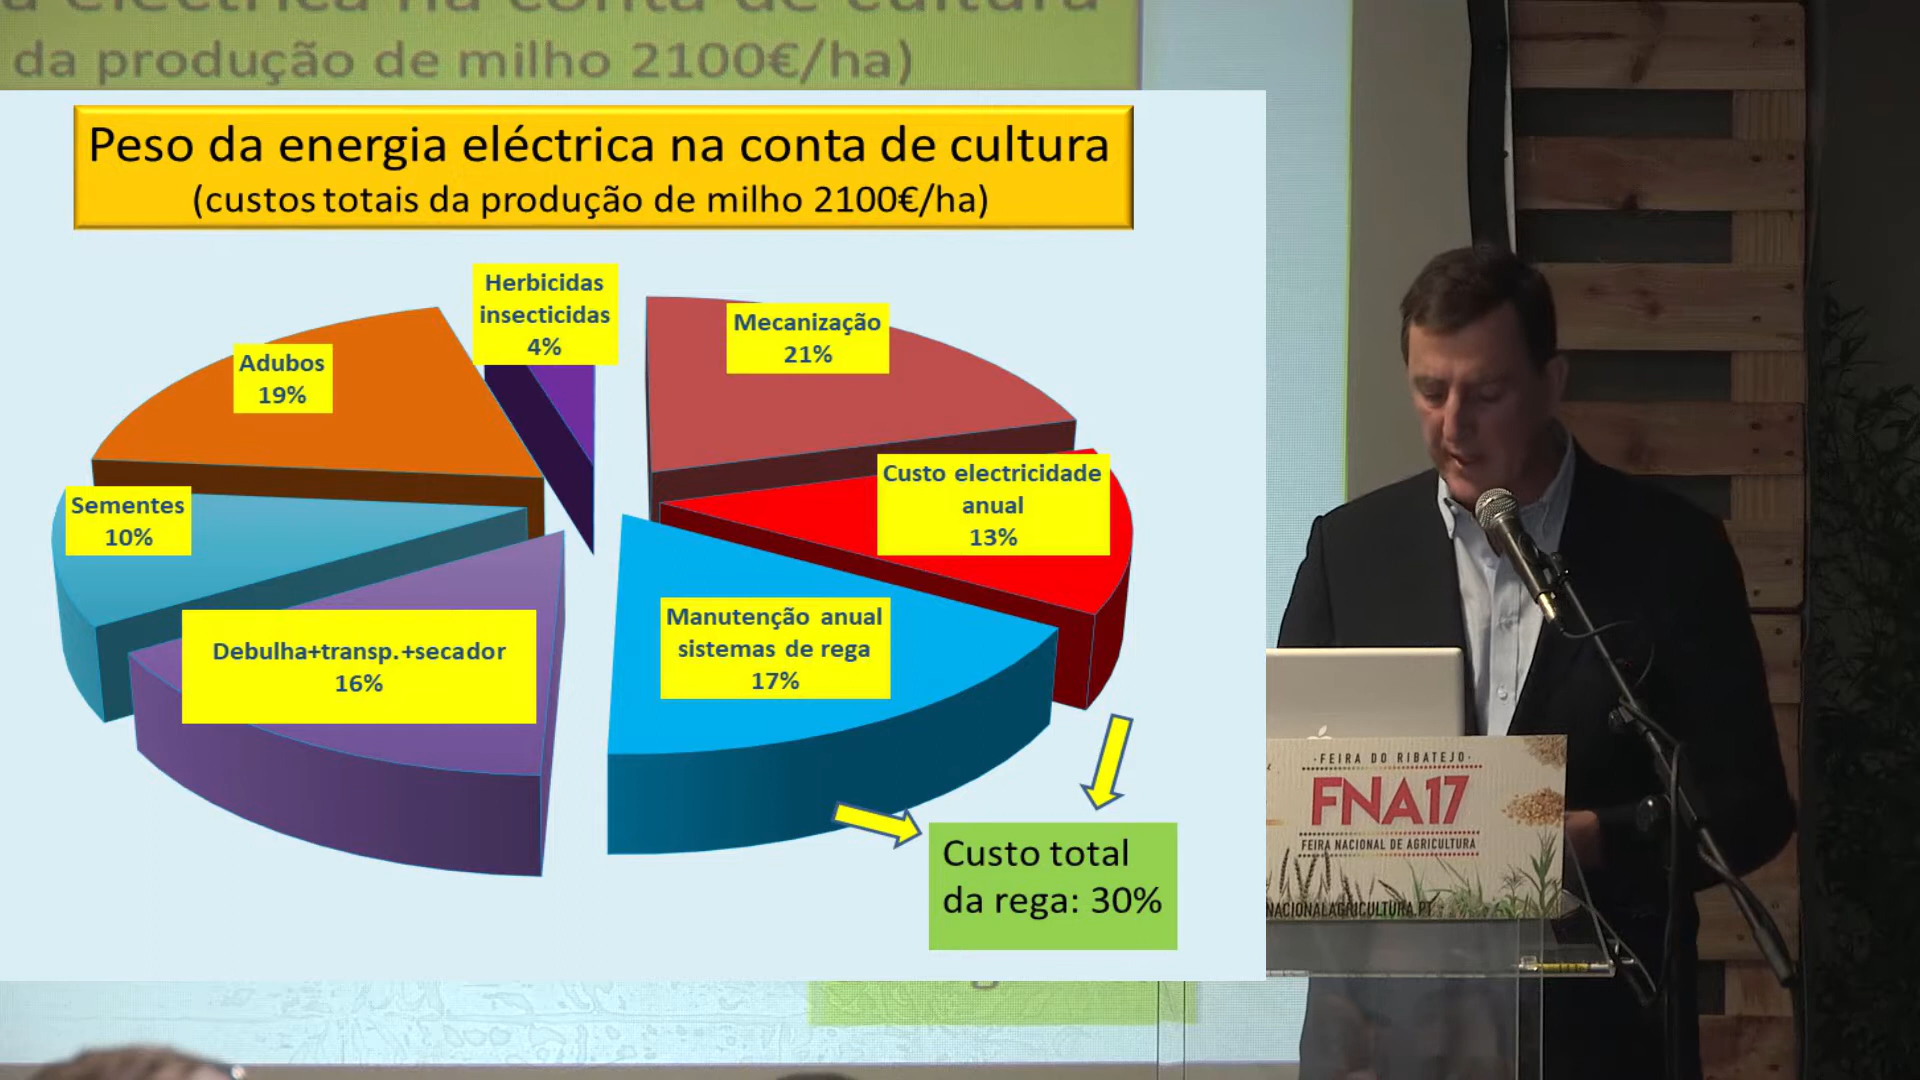 da produção de milho 2100€/ha)
Peso da energia eléctrica na conta de cultura
(custos totais da produção de milho 2100€/ha)
Herbicidas
insecticidas
4%
Mecanização
21%
Adubos
19%
Custo electricidade
anual
13%
Sementes
10%
Manutenção anual
sistemas de rega
17%
Debulha+transp.+secador
16%
Custo total
da rega: 30%
·FEIRA DO RIBATEJO·
FNA17
FEIRA NACIONAL DE AGRICULTURA
NACIONALAGRICULTURA.PT